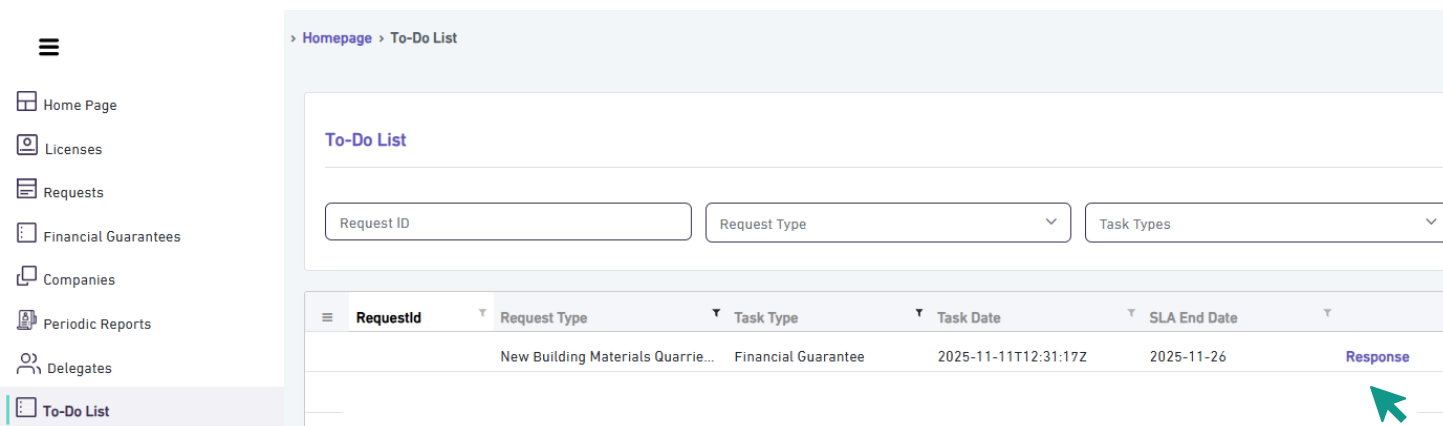 › Homepage › To-Do List
Home Page
Licenses
Requests
Financial Guarantees
Companies
Periodic Reports
Delegates
To-Do List
To-Do List
Request ID Request Type Task Types
RequestId Request Type Task Type Task Date SLA End Date
New Building Materials Quarrie... Financial Guarantee 2025-11-11T12:31:17Z 2025-11-26 Response